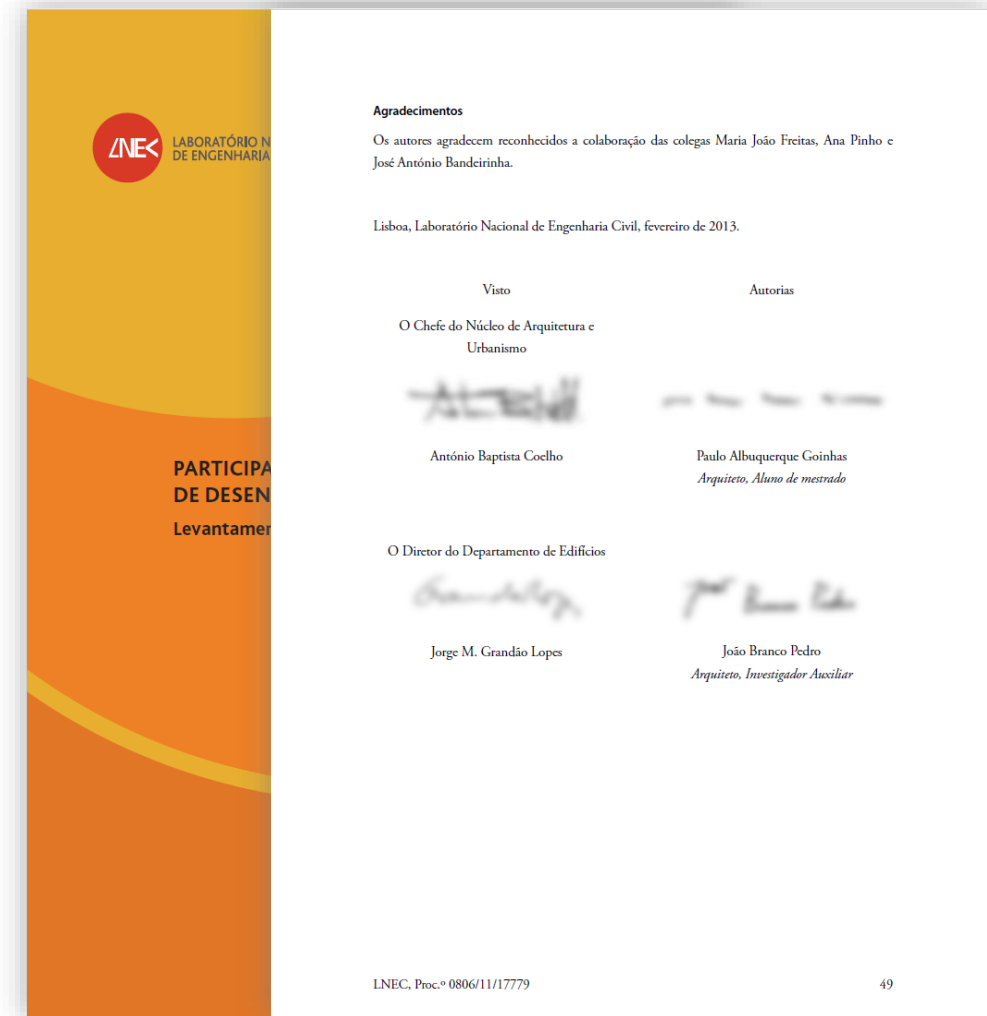 LNEC
LABORATÓRIO N
DE ENGENHARIA
PARTICIPA
DE DESEN
Levantamen
Agradecimentos
Os autores agradecem reconhecidos a colaboração das colegas Maria João Freitas, Ana Pinho e
José António Bandeirinha.
Lisboa, Laboratório Nacional de Engenharia Civil, fevereiro de 2013.
Visto
Autorias
O Chefe do Núcleo de Arquitetura e
Urbanismo
António Baptista Coelho
Paulo Albuquerque Goinhas
Arquiteto, Aluno de mestrado
O Diretor do Departamento de Edifícios
Jorge M. Grandão Lopes
João Branco Pedro
Arquiteto, Investigador Auxiliar
LNEC, Proc.º 0806/11/17779
49